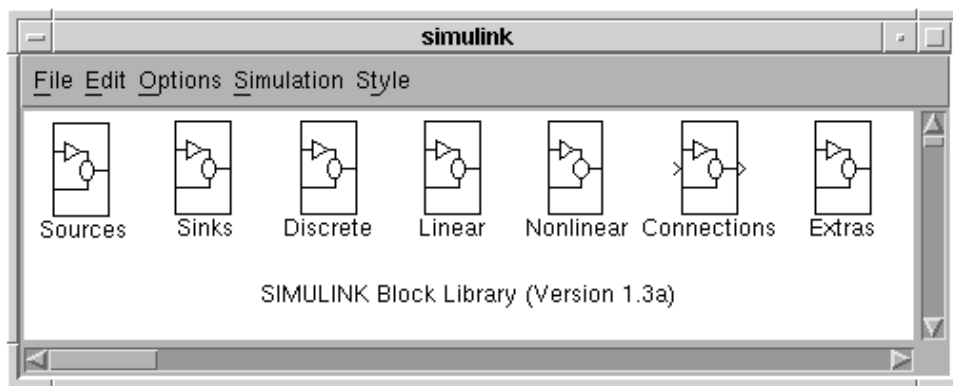 simulink
File Edit Options Simulation Style
Sources Sinks Discrete Linear Nonlinear Connections Extras
SIMULINK Block Library (Version 1.3a)